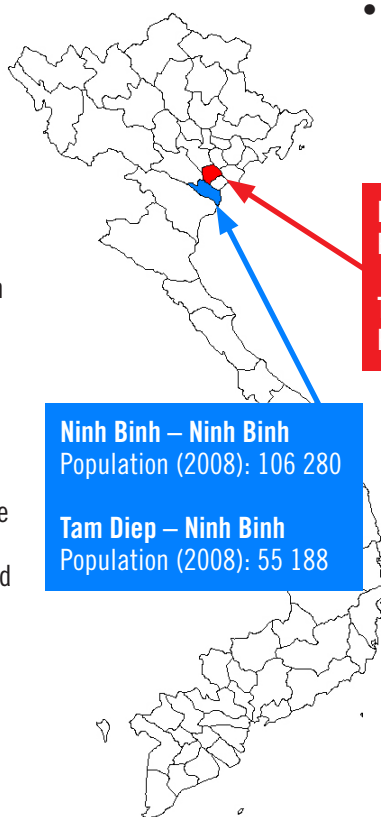 Ninh Binh – Ninh Binh
Population (2008): 106 280
Tam Diep – Ninh Binh
Population (2008): 55 188